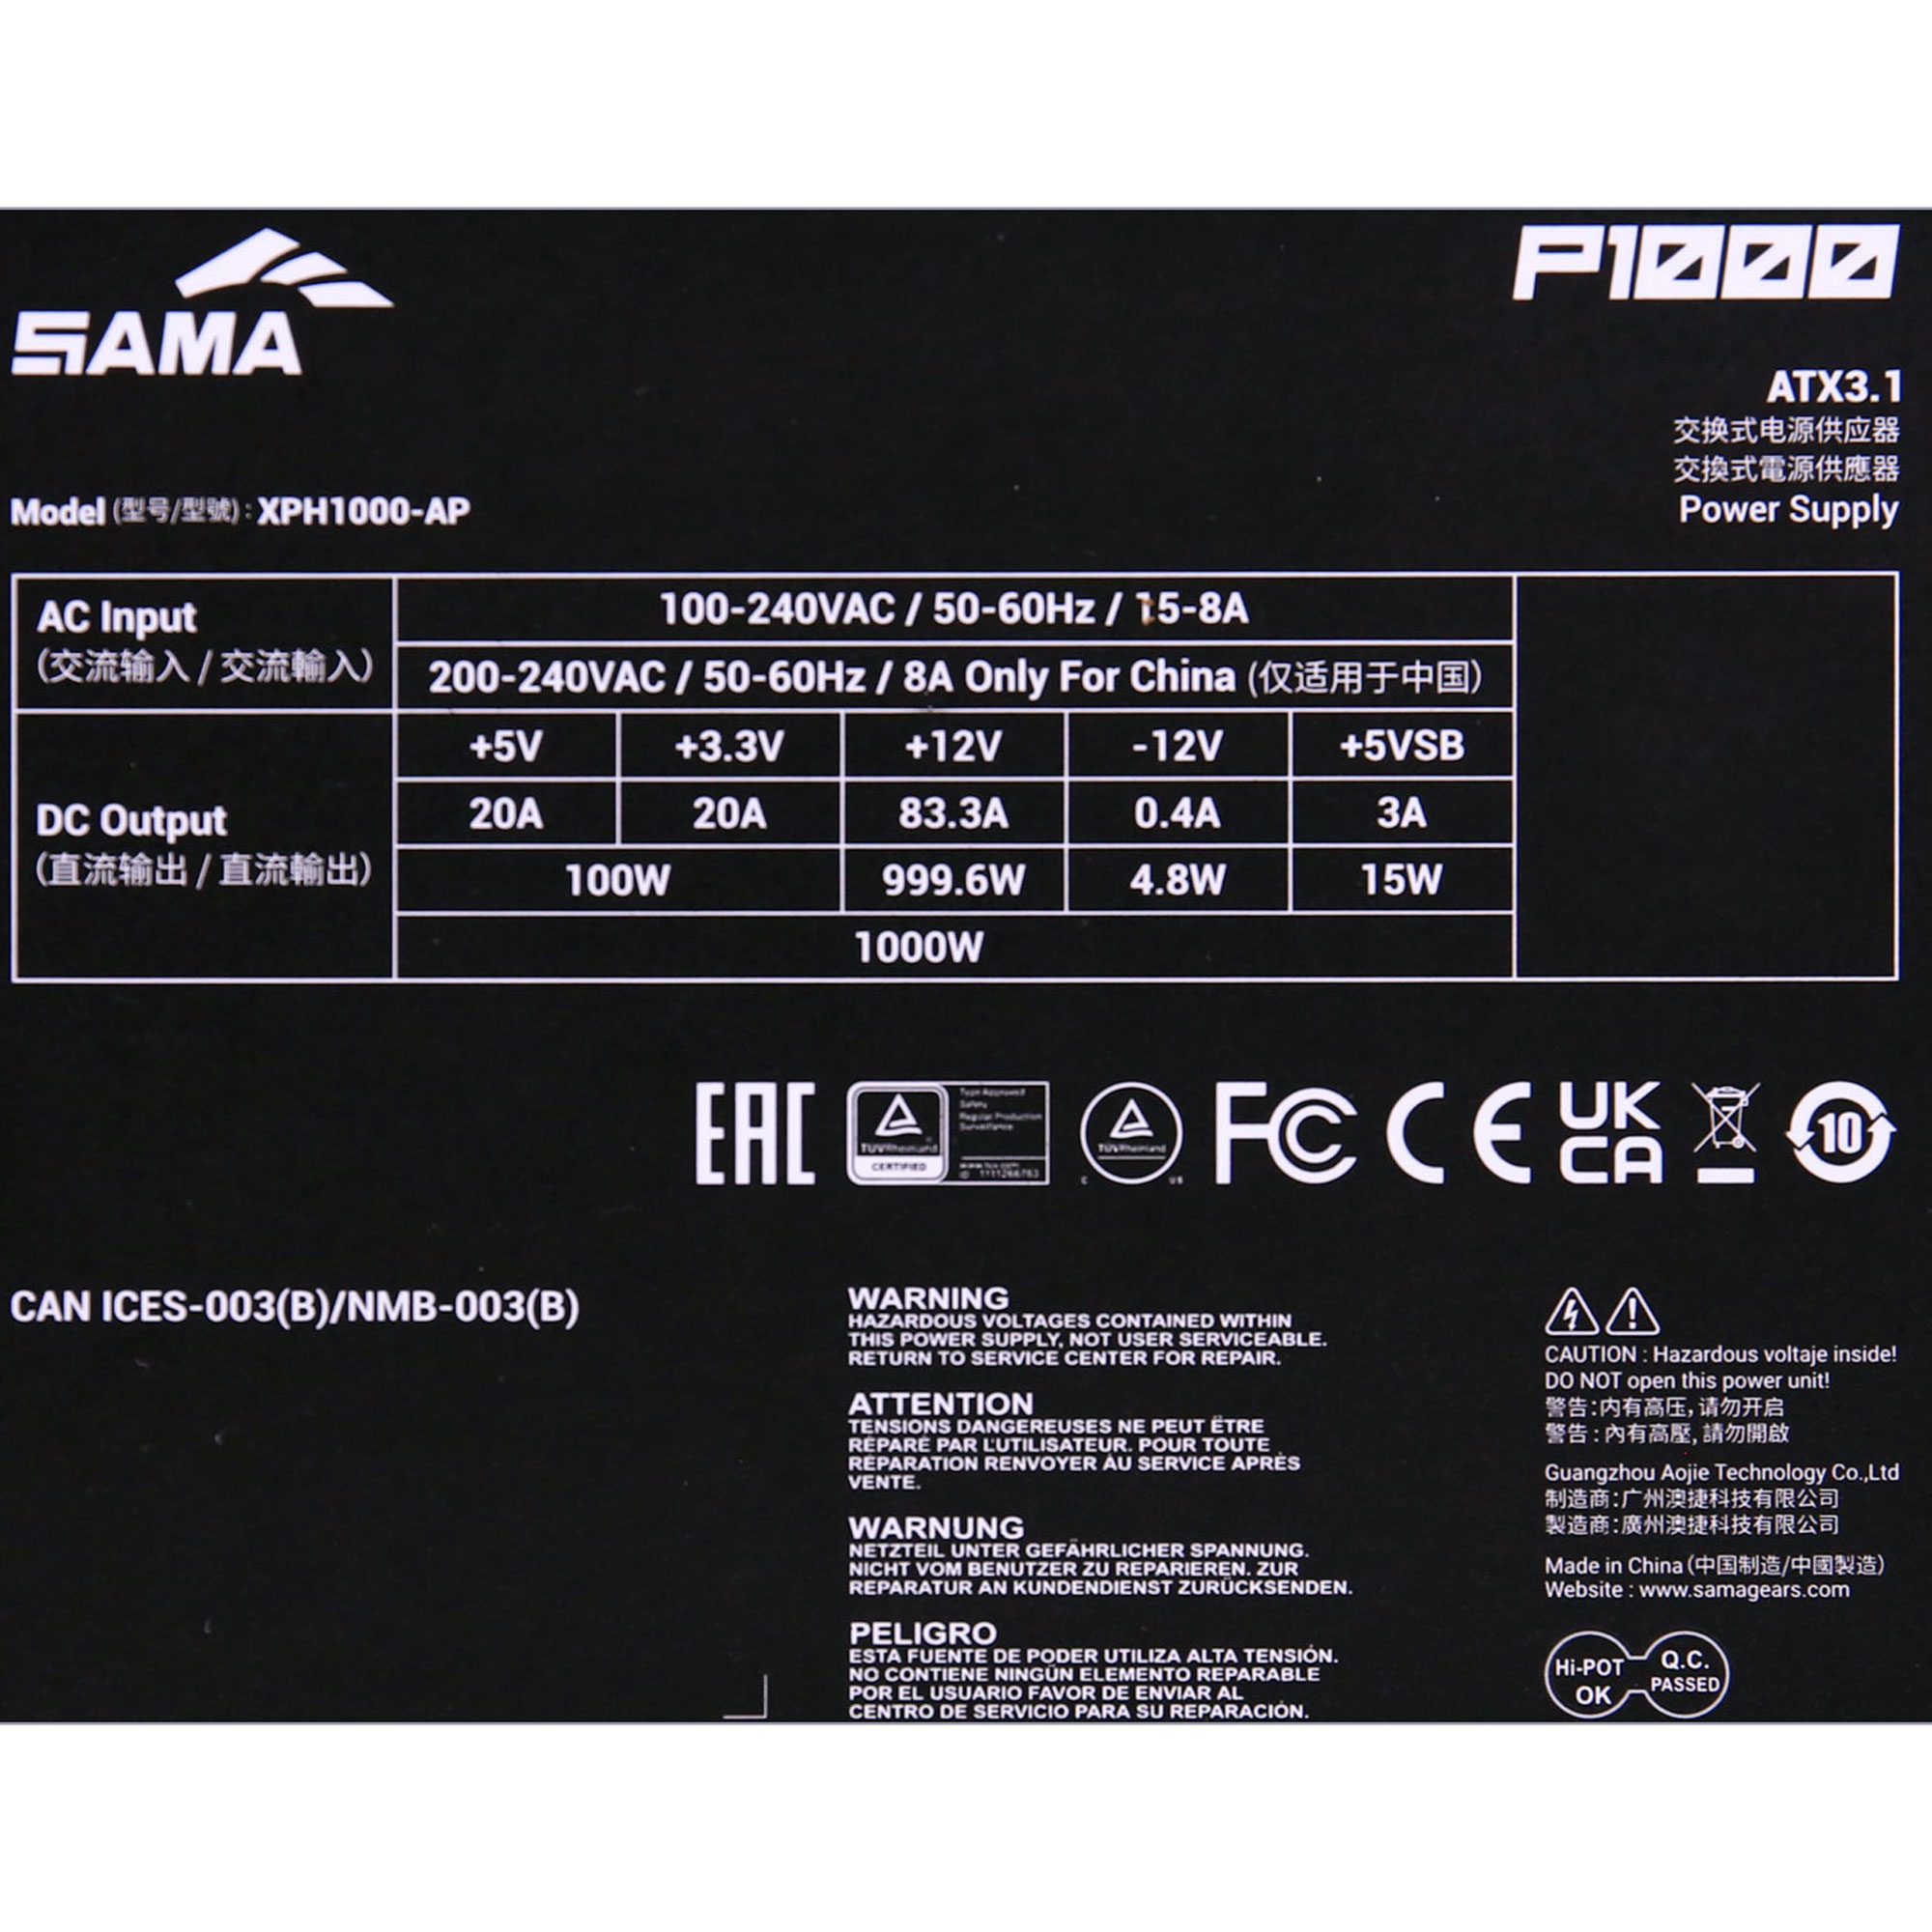 SAMA
P1000
ATX3.1
交换式电源供应器
交換式電源供應器
Power Supply
Model (型号/型號) : XPH1000-AP
AC Input
(交流输入 / 交流輸入)
100-240VAC / 50-60Hz / 15-8A
200-240VAC / 50-60Hz / 8A Only For China (仅适用于中国)
DC Output
(直流输出 / 直流輸出)
+5V +3.3V +12V -12V +5VSB
20A 20A 83.3A 0.4A 3A
100W 999.6W 4.8W 15W
1000W
EAC
TÜVRheinland
CERTIFIED
Type Approved
Safety
Regular Production
Surveillance
TÜVRheinland
C US
FC CE UK
CA
10
CAN ICES-003(B)/NMB-003(B)
WARNING
HAZARDOUS VOLTAGES CONTAINED WITHIN
THIS POWER SUPPLY, NOT USER SERVICEABLE.
RETURN TO SERVICE CENTER FOR REPAIR.
ATTENTION
TENSIONS DANGEREUSES NE PEUT ËTRE
RÉPARÉ PAR L'UTILISATEUR. POUR TOUTE
RÉPARATION RENVOYER AU SERVICE APRÈS
VENTE.
WARNUNG
NETZTEIL UNTER GEFÄHRLICHER SPANNUNG.
NICHT VOM BENUTZER ZU REPARIEREN. ZUR
REPARATUR AN KUNDENDIENST ZURÜCKSENDEN.
PELIGRO
ESTA FUENTE DE PODER UTILIZA ALTA TENSIÓN.
NO CONTIENE NINGÚN ELEMENTO REPARABLE
POR EL USUARIO FAVOR DE ENVIAR AL
CENTRO DE SERVICIO PARA SU REPARACIÓN.
CAUTION : Hazardous voltaje inside!
DO NOT open this power unit!
警告:内有高压,请勿开启
警告 : 內有高壓, 請勿開啟
Guangzhou Aojie Technology Co.,Ltd
制造商:广州澳捷科技有限公司
製造商:廣州澳捷科技有限公司
Made in China (中国制造/中國製造)
Website : www.samagears.com
Hi-POT
OK
Q.C.
PASSED